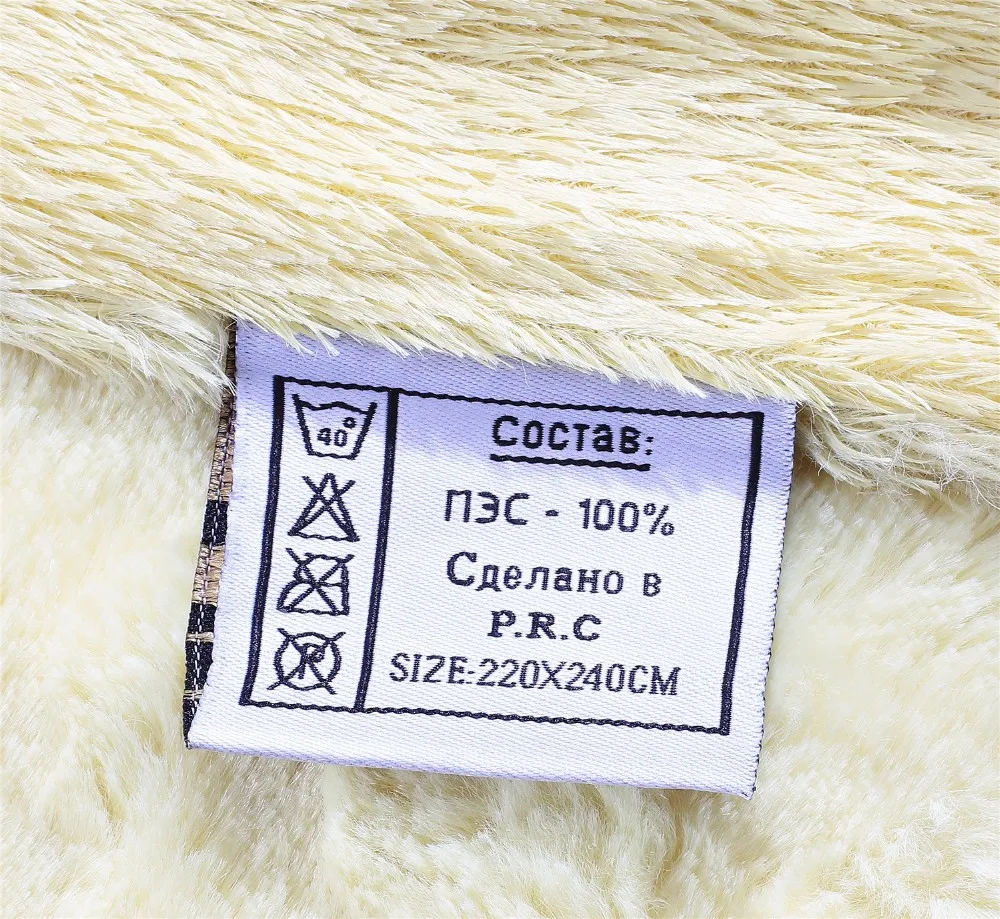 40°
P
Состав:
ПЭС - 100%
Сделано в
P.R.C
SIZE:220X240CM